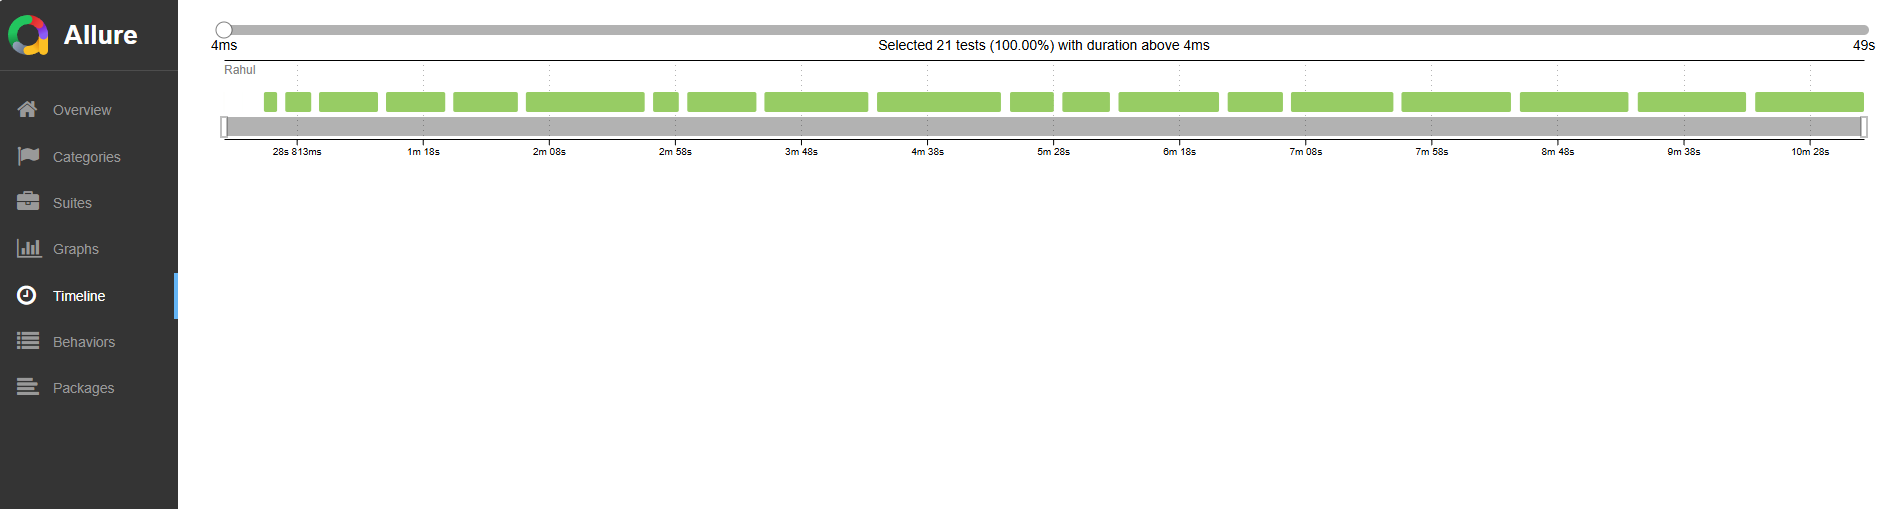 Allure
Overview
Categories
Suites
Graphs
Timeline
Behaviors
Packages
4ms
Selected 21 tests (100.00%) with duration above 4ms
49s
Rahul
28s 813ms
1m 18s
2m 08s
2m 58s
3m 48s
4m 38s
5m 28s
6m 18s
7m 08s
7m 58s
8m 48s
9m 38s
10m 28s